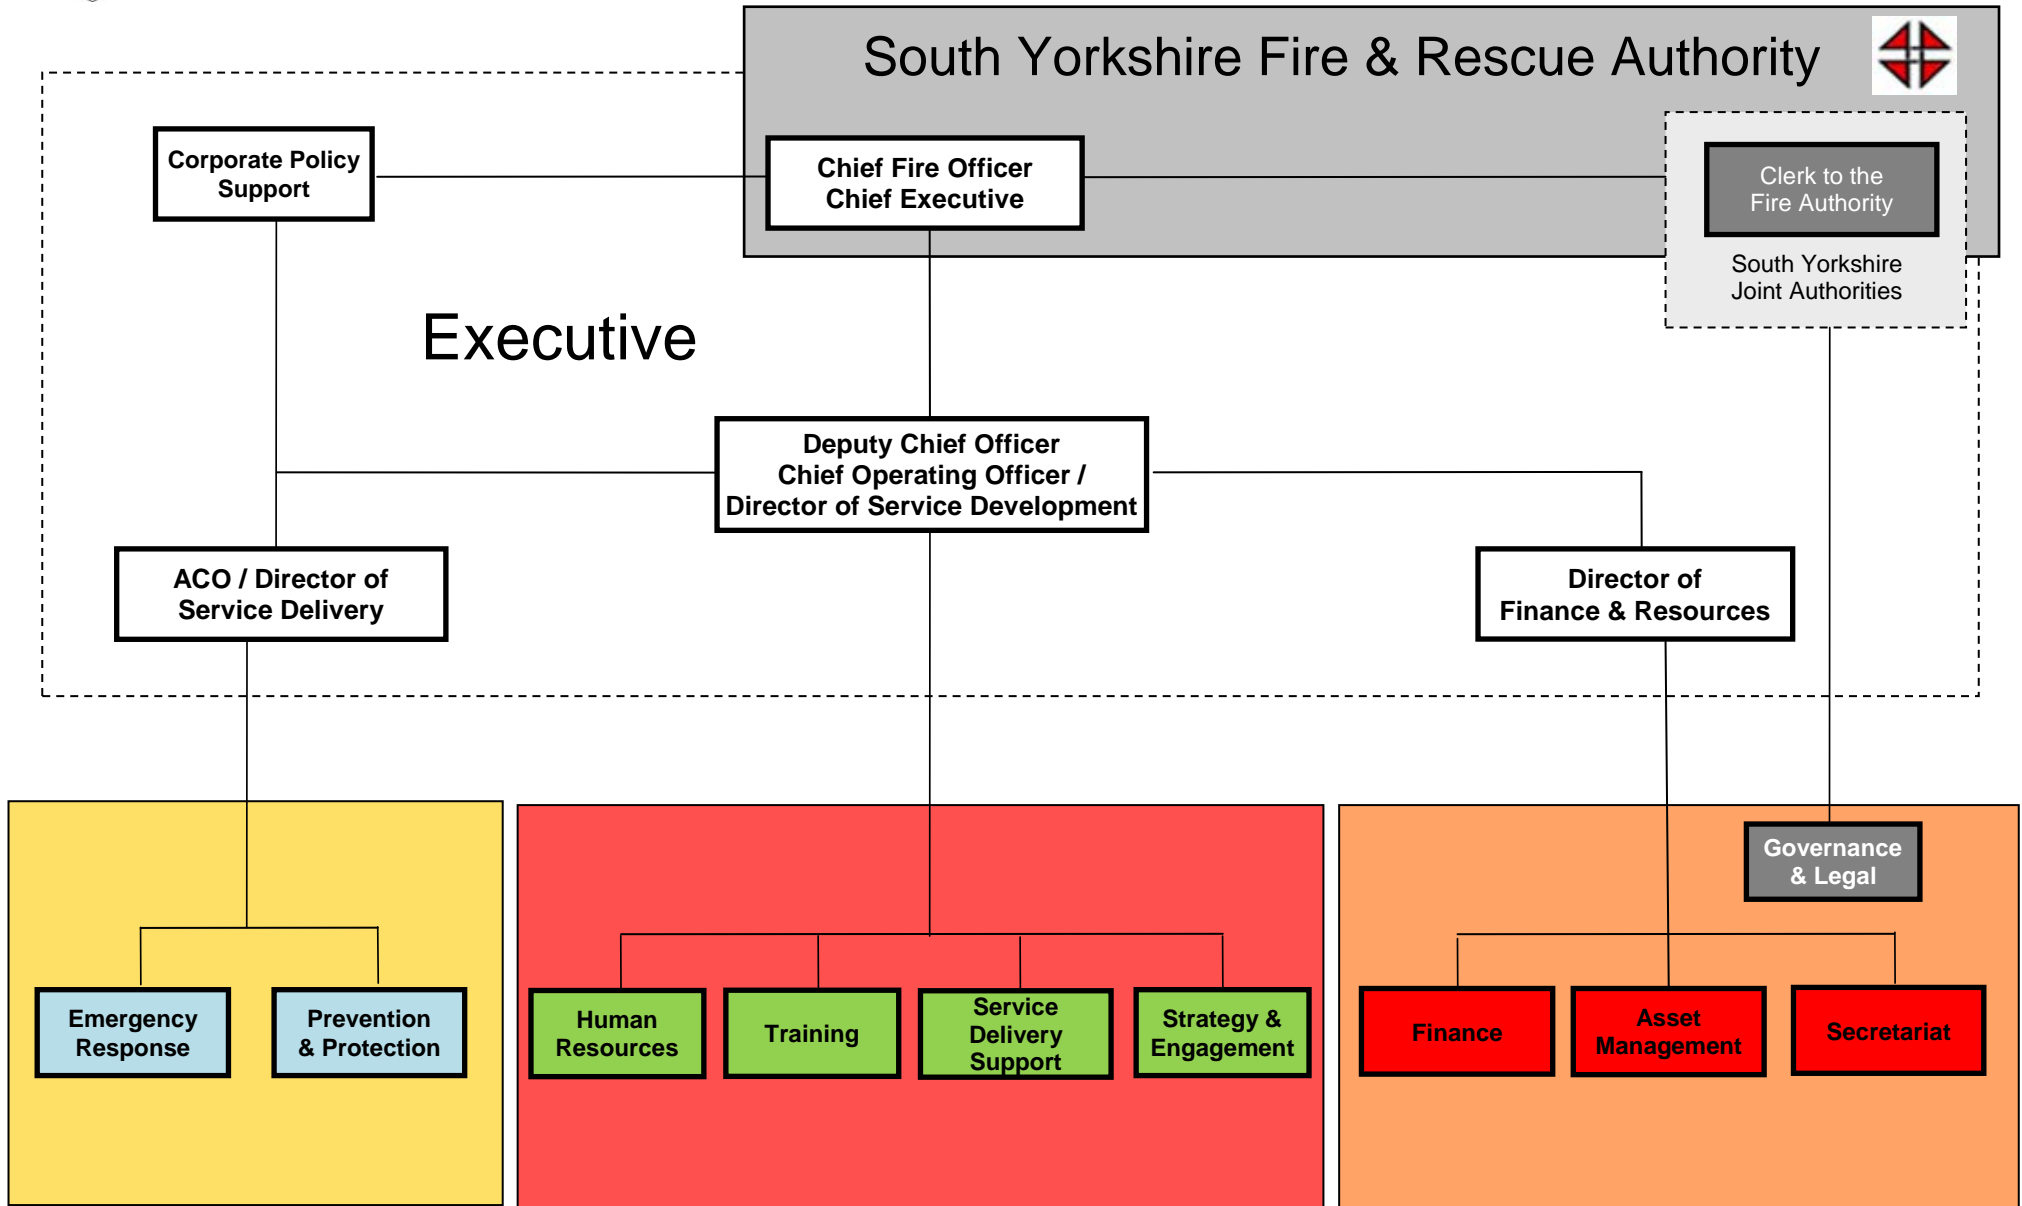 South Yorkshire Fire & Rescue Authority
Corporate Policy
Support
Chief Fire Officer
Chief Executive
Clerk to the
Fire Authority
South Yorkshire
Joint Authorities
Executive
Deputy Chief Officer
Chief Operating Officer /
Director of Service Development
ACO / Director of
Service Delivery
Director of
Finance & Resources
Governance
& Legal
Emergency
Response
Prevention
& Protection
Human
Resources
Training
Service
Delivery
Support
Strategy &
Engagement
Finance
Asset
Management
Secretariat